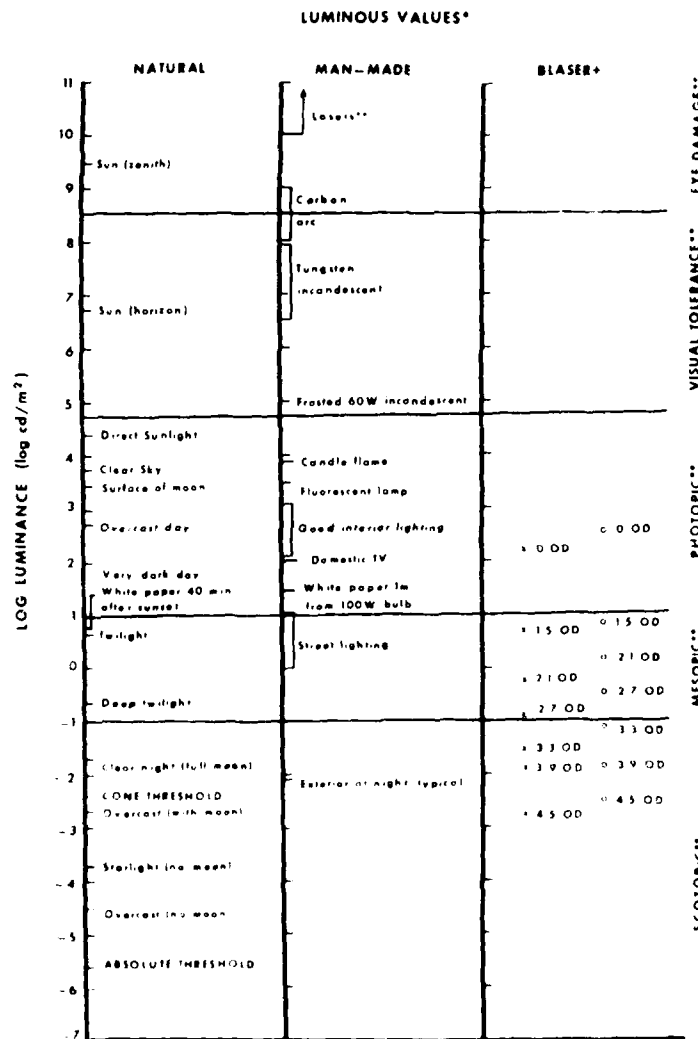 LUMINOUS VALUES*
NATURAL
MAN-MADE
BLASER+
LOG LUMINANCE (log cd/m²)
11
10
9
8
7
6
5
4
3
2
1
0
-1
-2
-3
-4
-5
-6
-7
Sun (zenith)
Sun (horizon)
Direct Sunlight
Clear Sky
Surface of moon
Overcast day
Very dark day
White paper 40 min
after sunset
Twilight
Deep twilight
Clear night (full moon)
CONE THRESHOLD
Overcast (with moon)
Starlight (no moon)
Overcast (no moon
ABSOLUTE THRESHOLD
Lasers**
Carbon
arc
Tungsten
incandescent
Frosted 60W incandescent
Candle flame
Fluorescent lamp
Good interior lighting
Domestic TV
White paper 1m
from 100W bulb
Street lighting
Exterior at night typical
x 0 OD
x 1.5 OD
x 2.1 OD
x 2.7 OD
x 3.3 OD
x 3.9 OD
x 4.5 OD
o 0 OD
o 1.5 OD
o 2.1 OD
o 2.7 OD
o 3.3 OD
o 3.9 OD
o 4.5 OD
EYE DAMAGE**
VISUAL TOLERANCE**
PHOTOPIC**
MESOPIC**
SCOTOPIC**